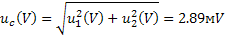 u_c(V) = √(u_1^2(V) + u_2^2(V)) = 2.89мV